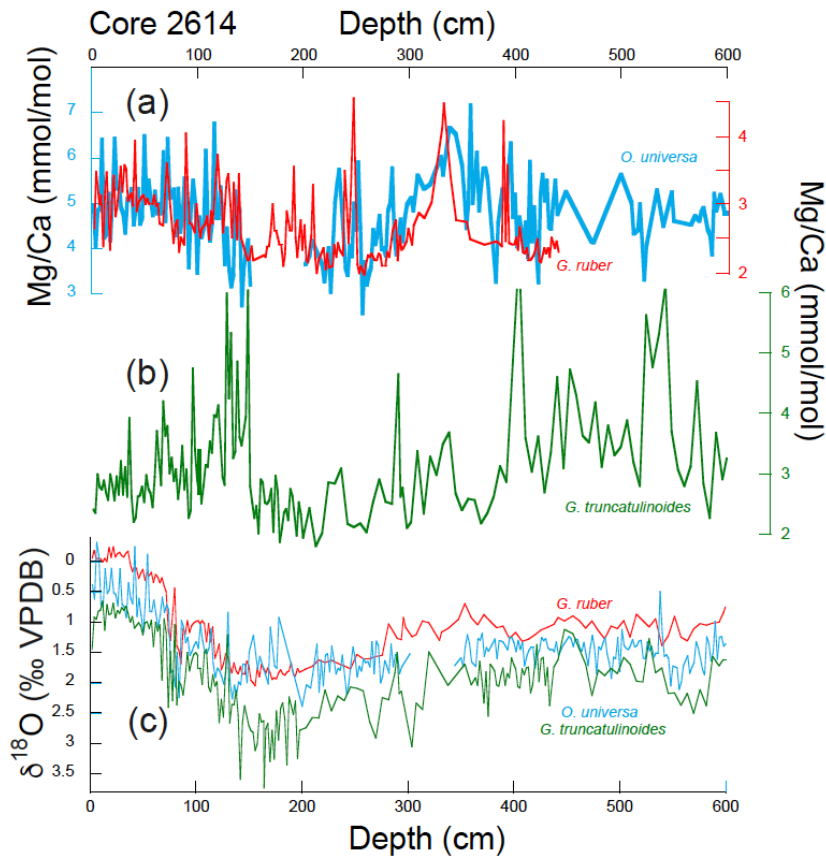 Core 2614
Depth (cm)
0 100 200 300 400 500 600
(a)
Mg/Ca (mmol/mol)
7
6
5
4
3
O. universa
G. ruber
4
3
2
Mg/Ca (mmol/mol)
(b)
6
5
4
3
2
G. truncatulinoides
δ18O (‰ VPDB)
0
0.5
1
1.5
2
2.5
3
3.5
G. ruber
(c)
O. universa
G. truncatulinoides
0 100 200 300 400 500 600
Depth (cm)